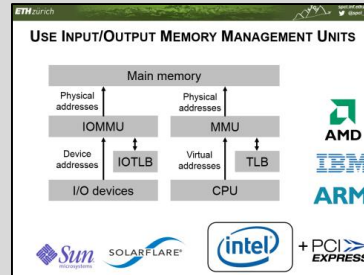 ETH zürich
USE INPUT/OUTPUT MEMORY MANAGEMENT UNITS
Main memory
Physical addresses
Physical addresses
IOMMU
MMU
Device addresses
IOTLB
Virtual addresses
TLB
I/O devices
CPU
AMD
IBM
ARM
Sun
microsystems
SOLARFLARE
intel
+ PCI
EXPRESS